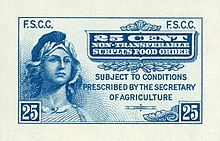 F.S.C.C. F.S.C.C.
25 CENT
NON-TRANSFERABLE
SURPLUS FOOD ORDER
SUBJECT TO CONDITIONS
PRESCRIBED BY THE SECRETARY
OF AGRICULTURE
25 25